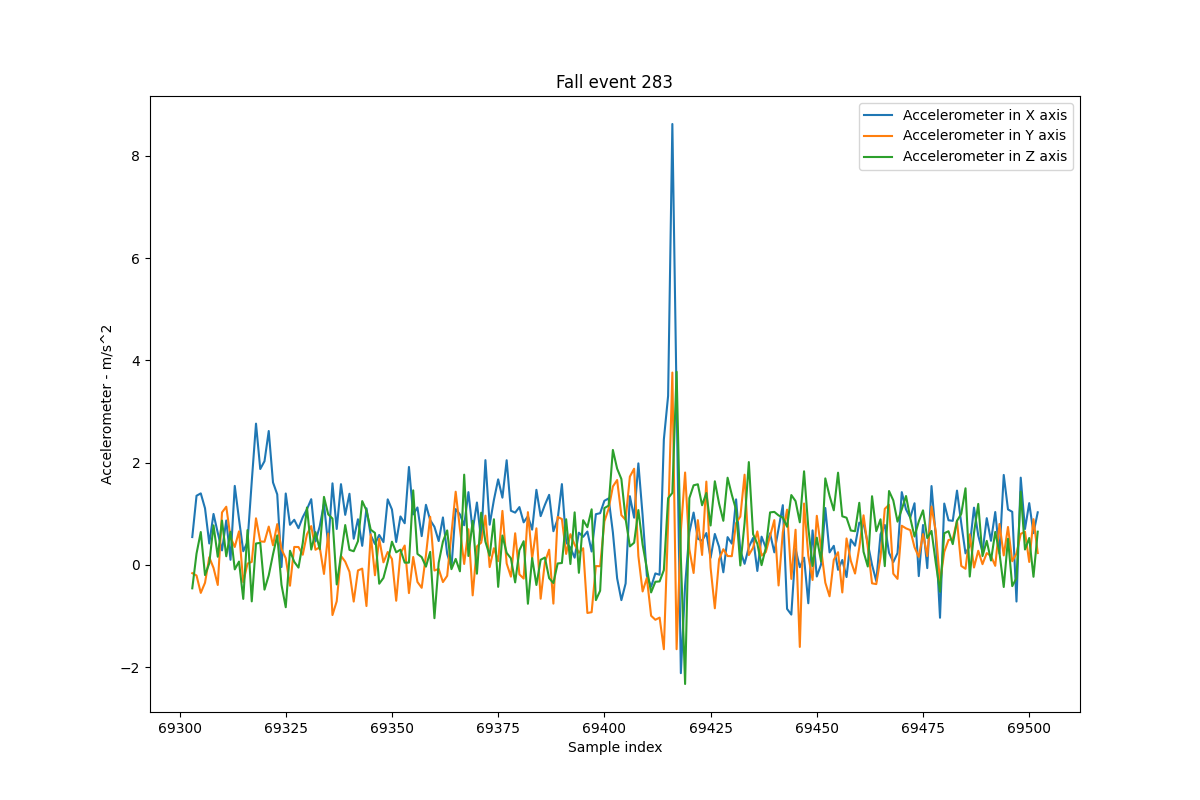 Fall event 283
Accelerometer in X axis
Accelerometer in Y axis
Accelerometer in Z axis
Accelerometer - m/s^2
8
6
4
2
0
−2
69300 69325 69350 69375 69400 69425 69450 69475 69500
Sample index